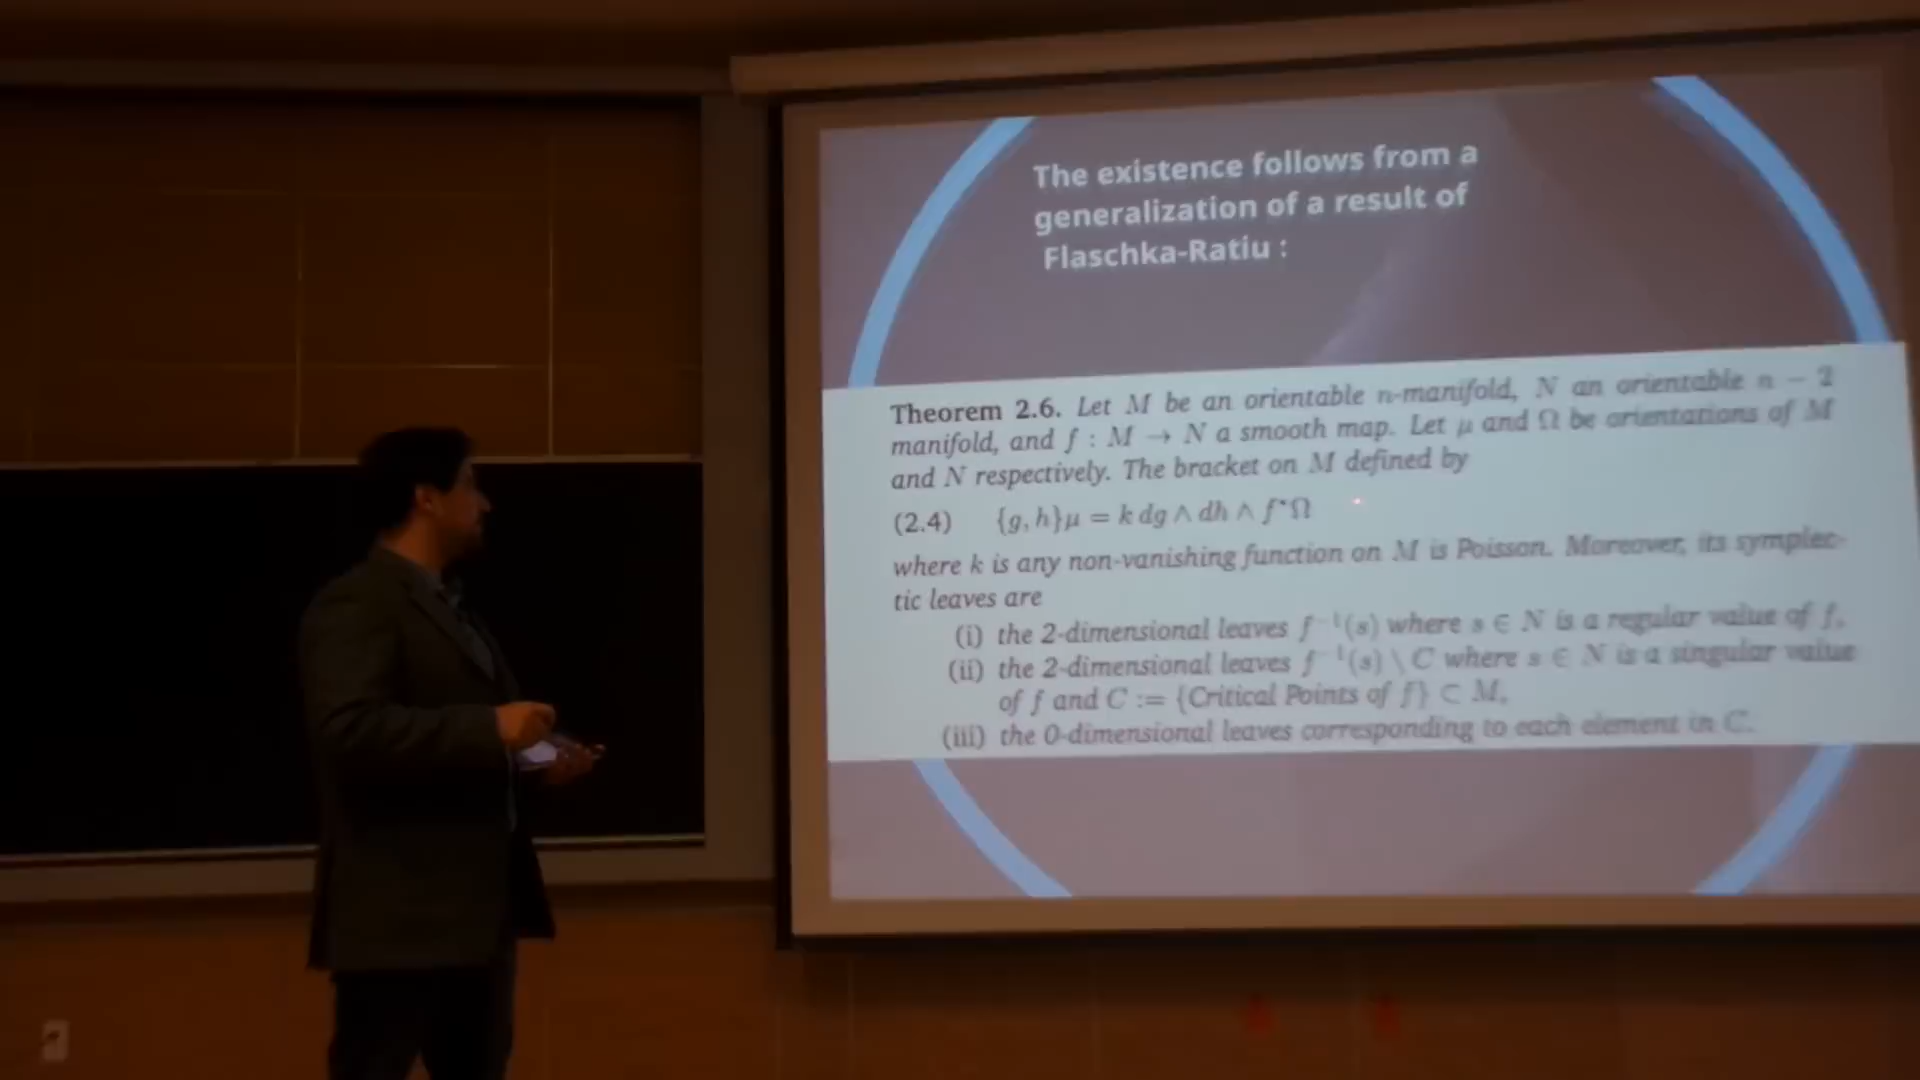 The existence follows from a
generalization of a result of
Flaschka-Ratiu :
Theorem 2.6. Let M be an orientable n-manifold, N an orientable n − 2
manifold, and f : M → N a smooth map. Let μ and Ω be orientations of M
and N respectively. The bracket on M defined by
(2.4) {g, h}μ = k dg ∧ dh ∧ f*Ω
where k is any non-vanishing function on M is Poisson. Moreover, its symplec-
tic leaves are
(i) the 2-dimensional leaves f⁻¹(s) where s ∈ N is a regular value of f,
(ii) the 2-dimensional leaves f⁻¹(s) \ C where s ∈ N is a singular value
of f and C := {Critical Points of f} ⊂ M,
(iii) the 0-dimensional leaves corresponding to each element in C.